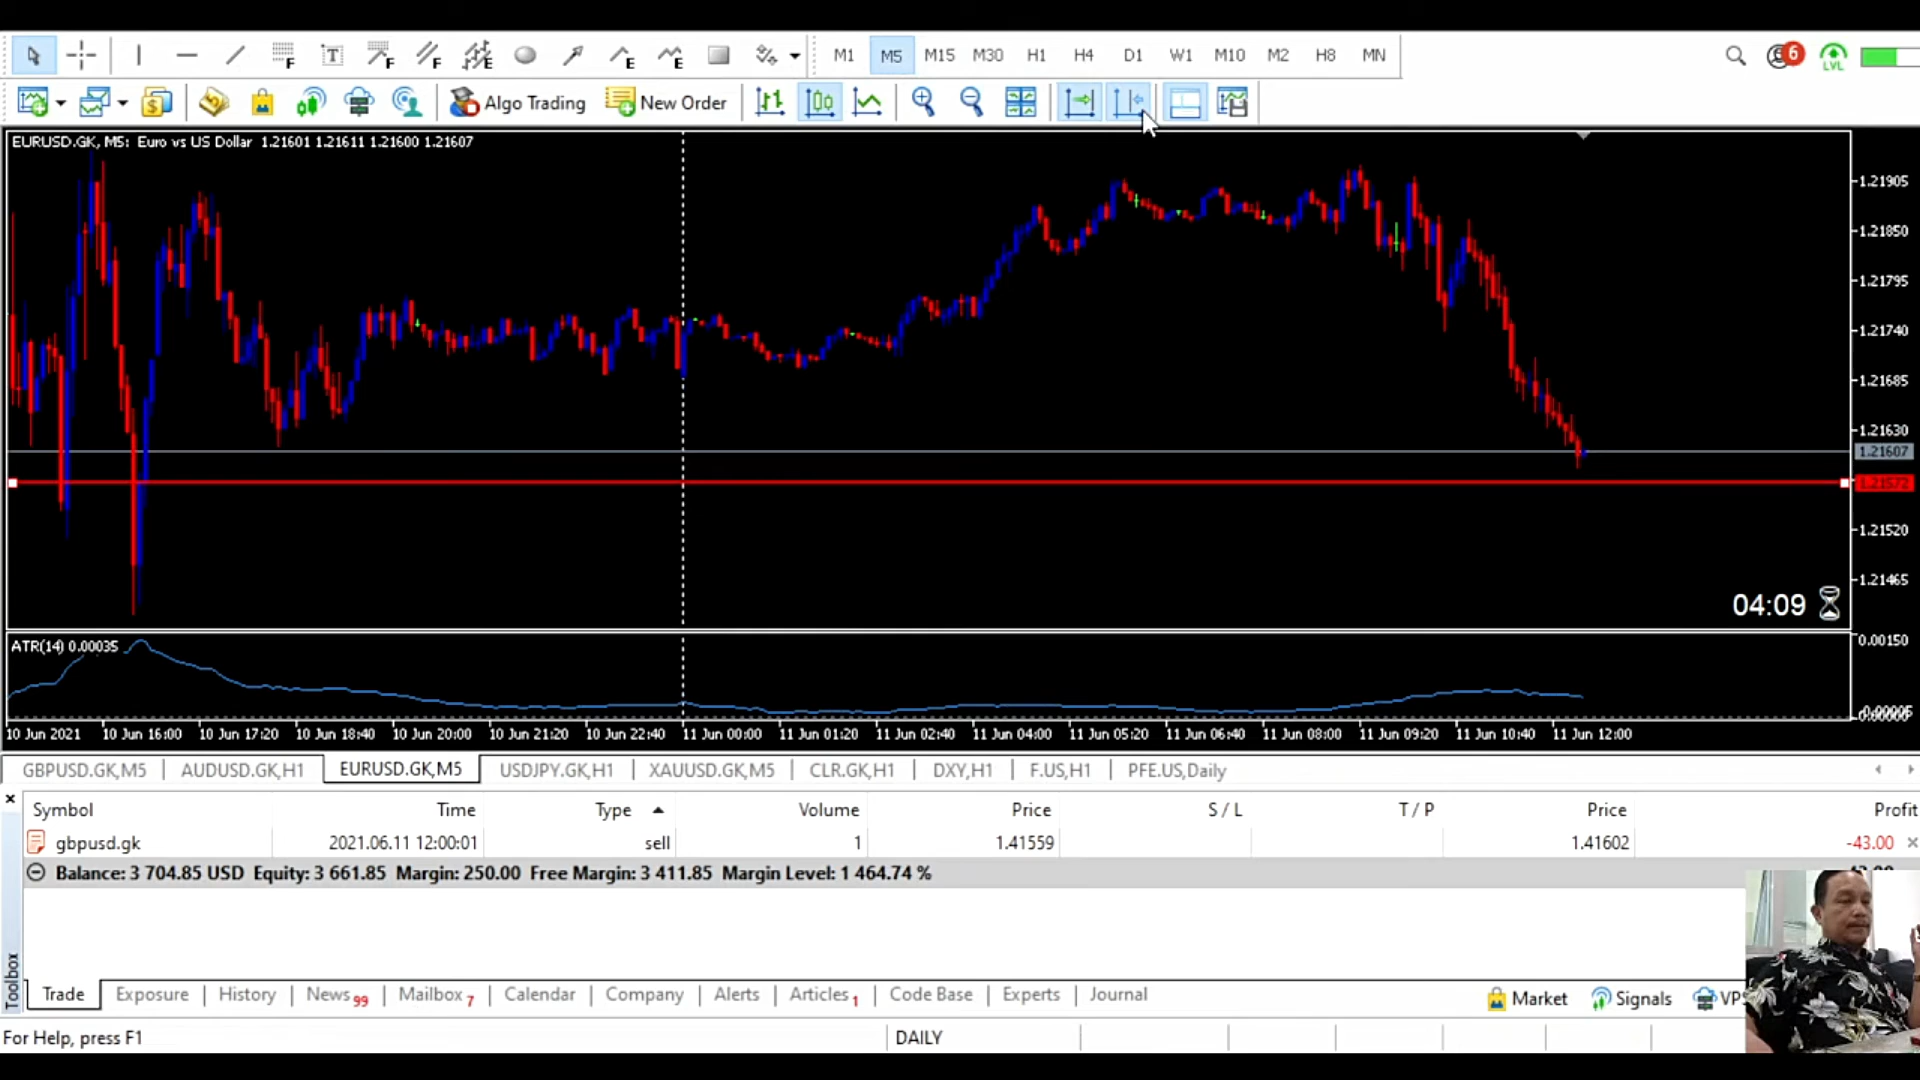 M1 M5 M15 M30 H1 H4 D1 W1 M10 M2 H8 MN 6 LVL
Algo Trading New Order
EURUSD.GK, M5: Euro vs US Dollar 1.21601 1.21611 1.21600 1.21607
1.21905
1.21850
1.21795
1.21740
1.21685
1.21630
1.21607
1.21572
1.21520
1.21465
04:09
ATR(14) 0.00035
0.00150
10 Jun 2021 10 Jun 16:00 10 Jun 17:20 10 Jun 18:40 10 Jun 20:00 10 Jun 21:20 10 Jun 22:40 11 Jun 00:00 11 Jun 01:20 11 Jun 02:40 11 Jun 04:00 11 Jun 05:20 11 Jun 06:40 11 Jun 08:00 11 Jun 09:20 11 Jun 10:40 11 Jun 12:00
GBPUSD.GK,M5 AUDUSD.GK,H1 EURUSD.GK,M5 USDJPY.GK,H1 XAUUSD.GK,M5 CLR.GK,H1 DXY,H1 F.US,H1 PFE.US,Daily
Symbol Time Type Volume Price S / L T / P Price Profit
gbpusd.gk 2021.06.11 12:00:01 sell 1 1.41559 1.41602 -43.00
Balance: 3 704.85 USD Equity: 3 661.85 Margin: 250.00 Free Margin: 3 411.85 Margin Level: 1 464.74 %
Toolbox
Trade Exposure History News 99 Mailbox 7 Calendar Company Alerts Articles 1 Code Base Experts Journal
Market Signals VPS
For Help, press F1 DAILY